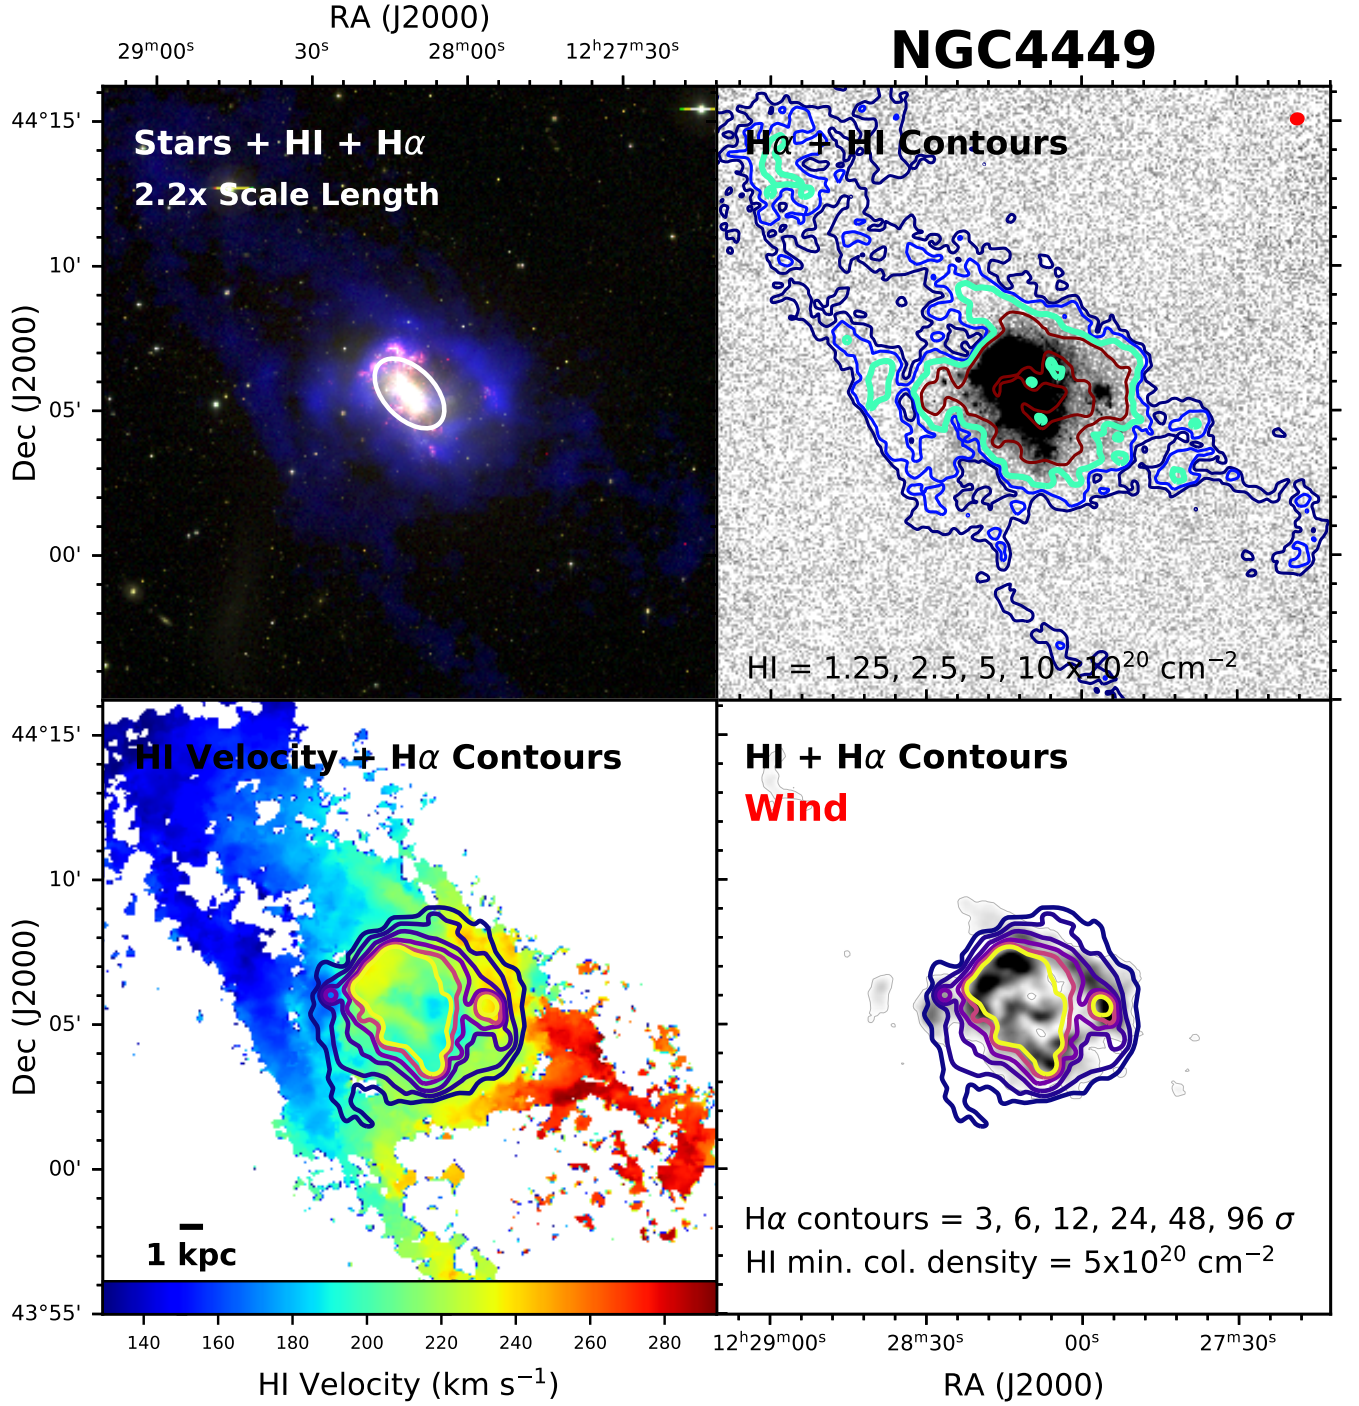 RA (J2000)
29ᵐ00ˢ 30ˢ 28ᵐ00ˢ 12ʰ27ᵐ30ˢ
NGC4449
44°15'
10'
05'
00'
Dec (J2000)
Stars + HI + Hα
2.2x Scale Length
Hα + HI Contours
HI = 1.25, 2.5, 5, 10 x10²⁰ cm⁻²
44°15'
10'
05'
00'
43°55'
Dec (J2000)
HI Velocity + Hα Contours
1 kpc
140 160 180 200 220 240 260 280
HI Velocity (km s⁻¹)
HI + Hα Contours
Wind
Hα contours = 3, 6, 12, 24, 48, 96 σ
HI min. col. density = 5x10²⁰ cm⁻²
12ʰ29ᵐ00ˢ 28ᵐ30ˢ 00ˢ 27ᵐ30ˢ
RA (J2000)